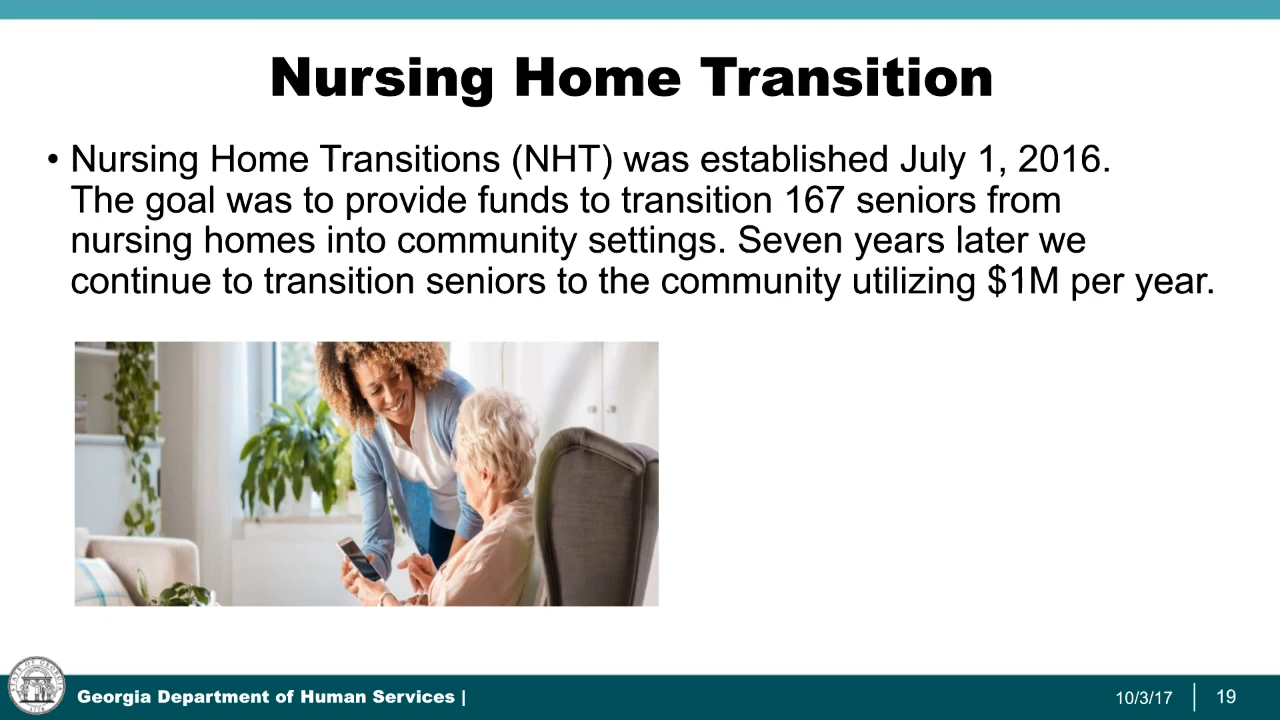 Nursing Home Transition
• Nursing Home Transitions (NHT) was established July 1, 2016.
The goal was to provide funds to transition 167 seniors from
nursing homes into community settings. Seven years later we
continue to transition seniors to the community utilizing $1M per year.
Georgia Department of Human Services |
10/3/17 | 19